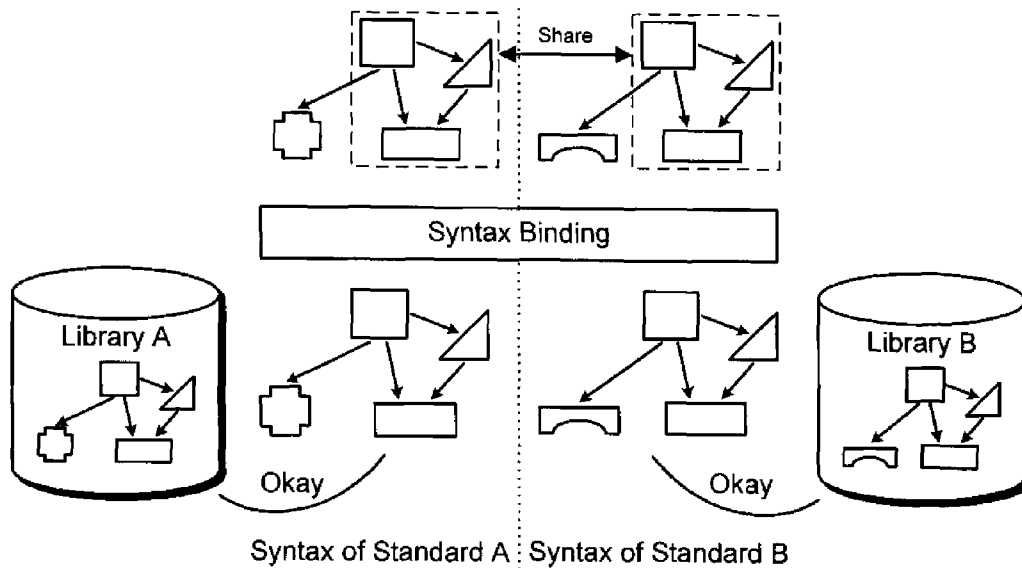 Share
Syntax Binding
Library A
Library B
Okay
Okay
Syntax of Standard A
Syntax of Standard B